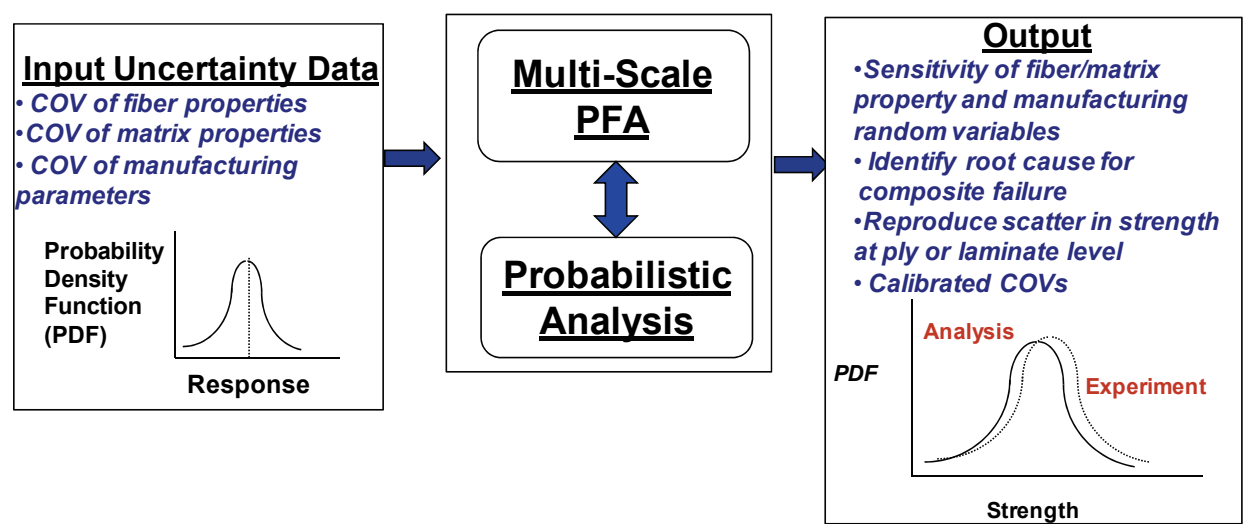 Input Uncertainty Data
• COV of fiber properties
•COV of matrix properties
• COV of manufacturing
parameters
Probability
Density
Function
(PDF)
Response
Multi-Scale
PFA
Probabilistic
Analysis
Output
•Sensitivity of fiber/matrix
property and manufacturing
random variables
• Identify root cause for
composite failure
•Reproduce scatter in strength
at ply or laminate level
• Calibrated COVs
Analysis
PDF
Experiment
Strength